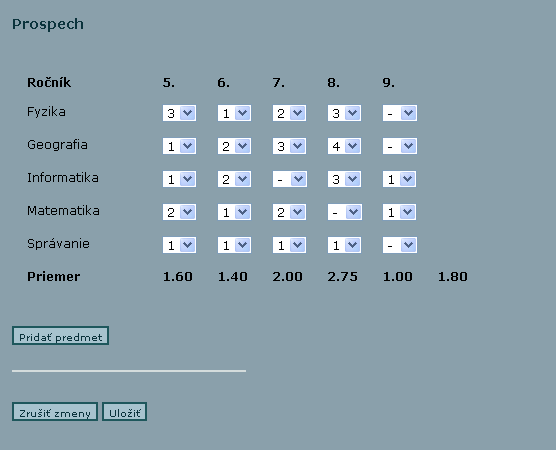 Prospech
Ročník 5. 6. 7. 8. 9.
Fyzika 3 1 2 3 -
Geografia 1 2 3 4 -
Informatika 1 2 - 3 1
Matematika 2 1 2 - 1
Správanie 1 1 1 1 -
Priemer 1.60 1.40 2.00 2.75 1.00 1.80
Pridať predmet
Zrušiť zmeny Uložiť